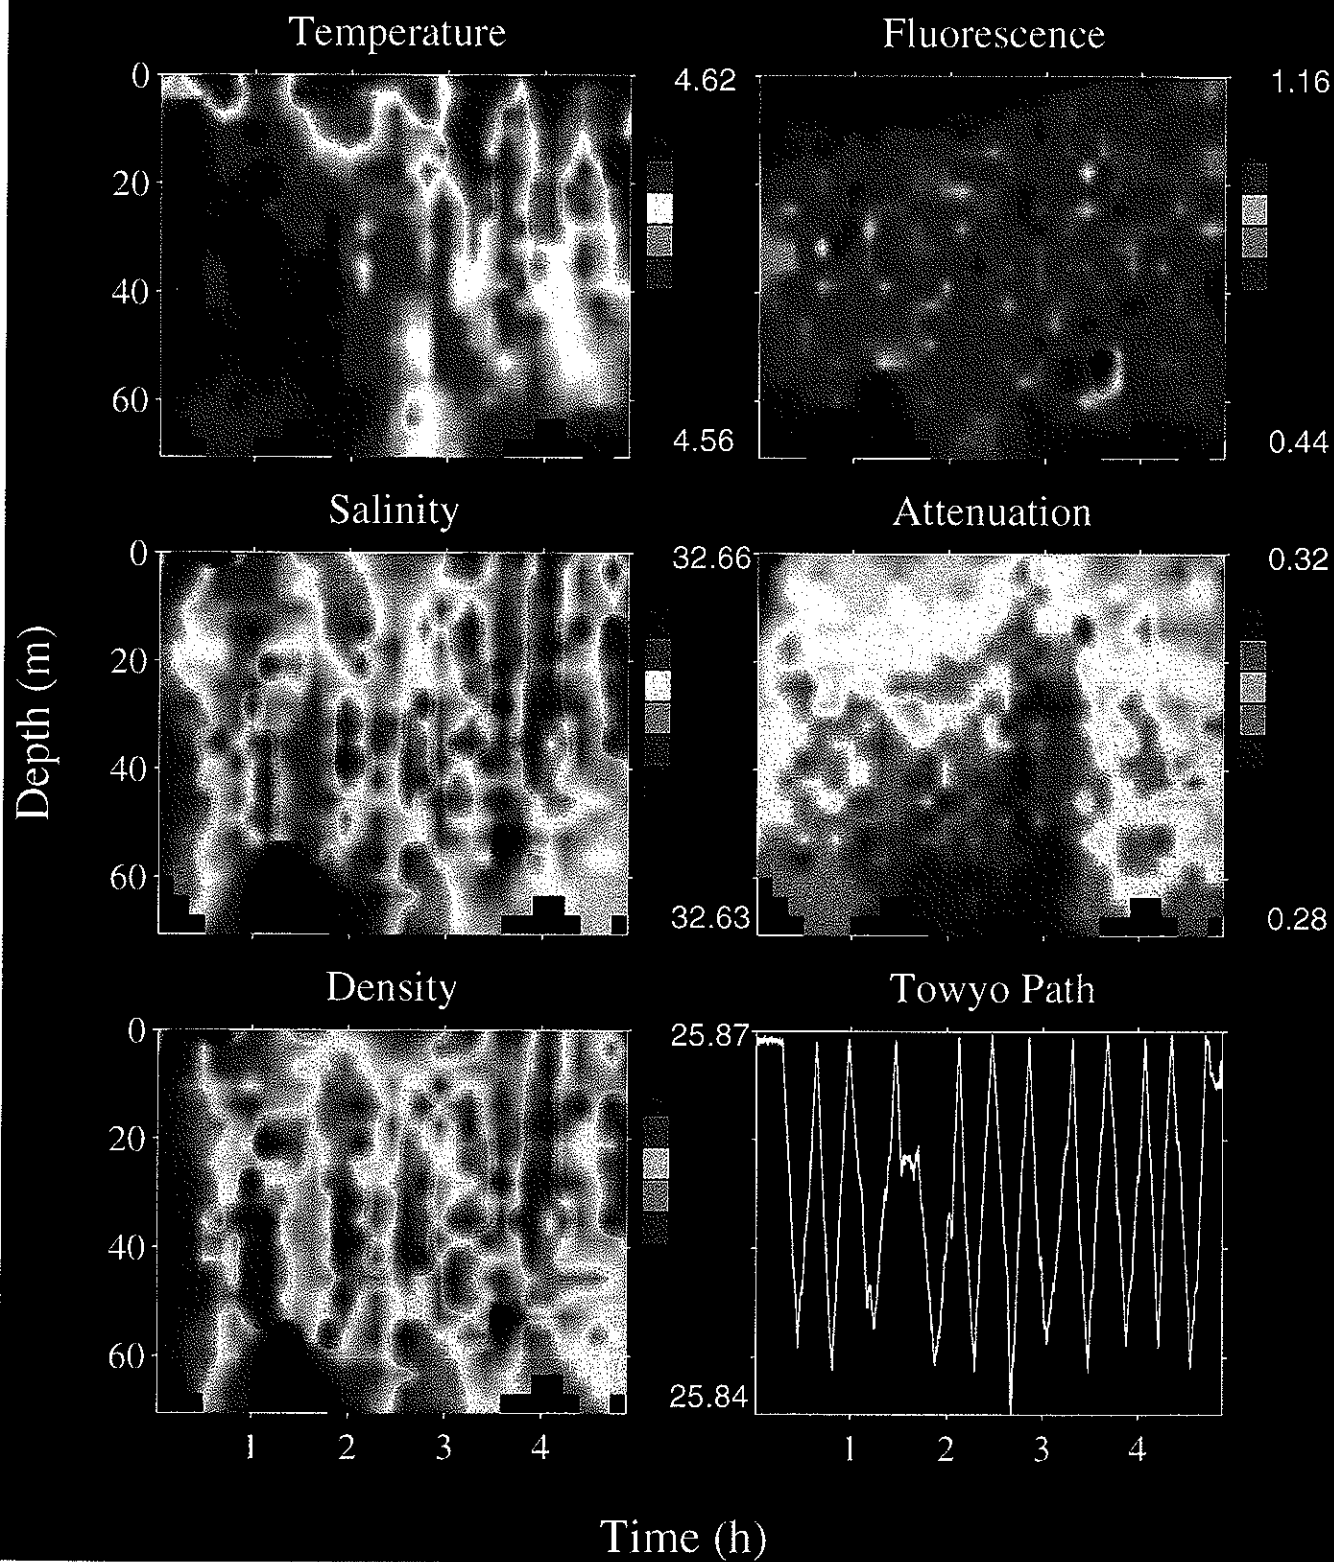 Temperature
Fluorescence
0
20
40
60
4.62
4.56
1.16
0.44
Salinity
Attenuation
0
20
40
60
32.66
32.63
0.32
0.28
Depth (m)
Density
Towyo Path
0
20
40
60
25.87
25.84
1 2 3 4
1 2 3 4
Time (h)